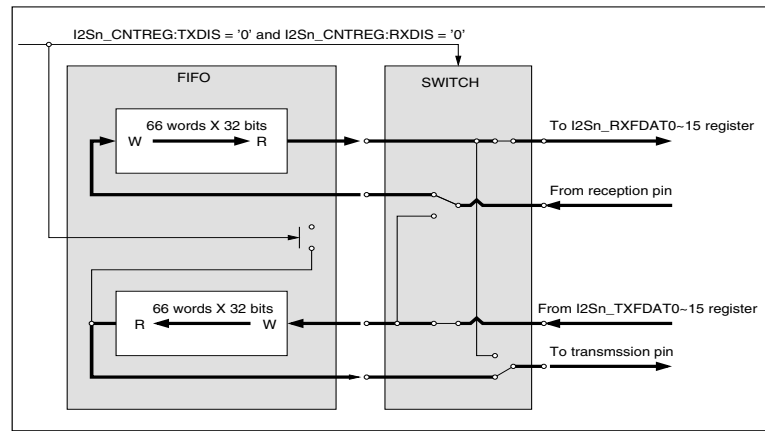 I2Sn_CNTREG:TXDIS = '0' and I2Sn_CNTREG:RXDIS = '0'
FIFO
SWITCH
66 words X 32 bits
W R
To I2Sn_RXFDAT0~15 register
From reception pin
66 words X 32 bits
R W
From I2Sn_TXFDAT0~15 register
To transmssion pin